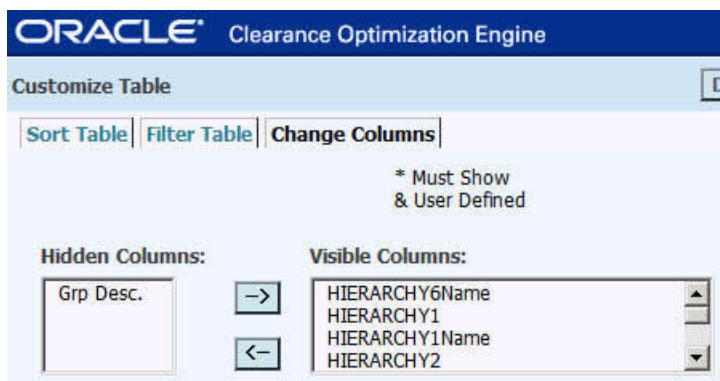 ORACLE Clearance Optimization Engine
Customize Table
Sort Table Filter Table Change Columns
* Must Show
& User Defined
Hidden Columns: Visible Columns:
Grp Desc.
-> 
<-
HIERARCHY6Name
HIERARCHY1
HIERARCHY1Name
HIERARCHY2